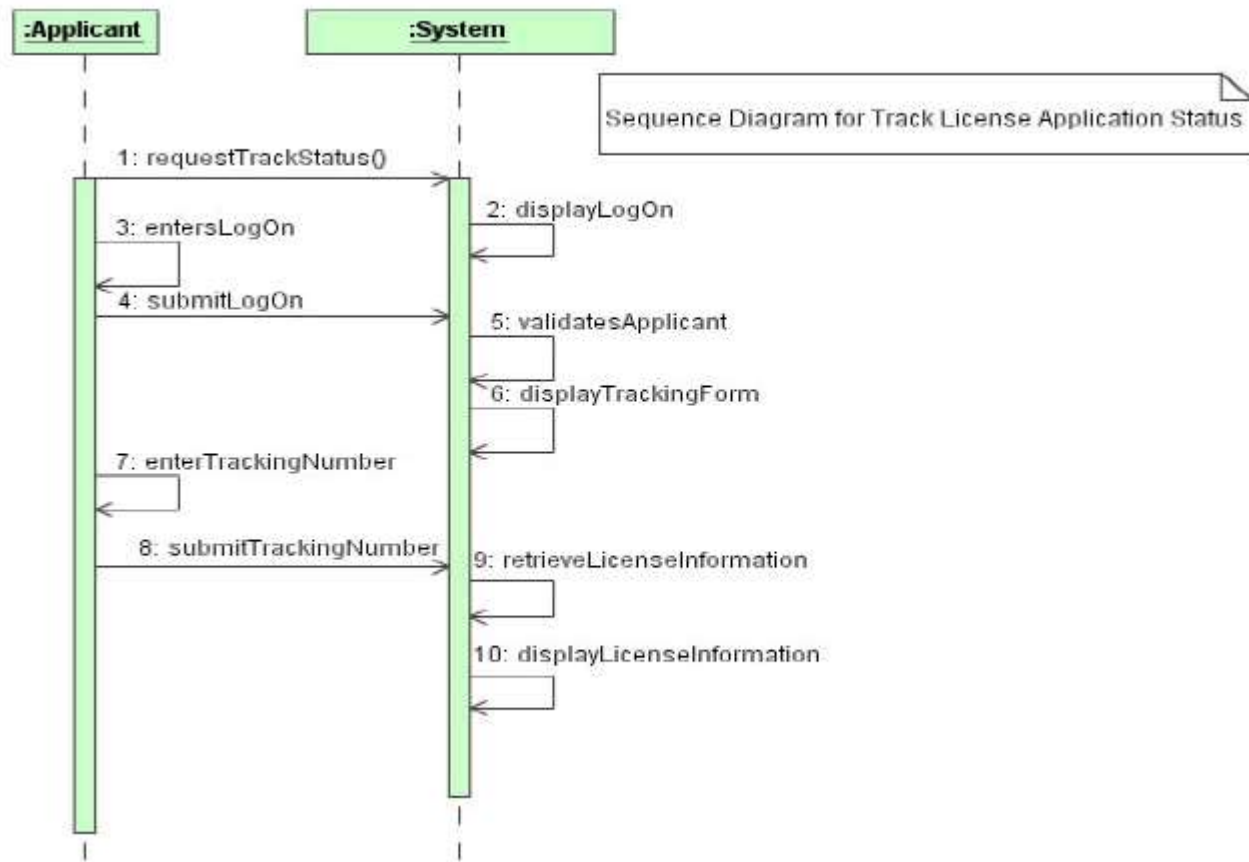 :Applicant
:System
Sequence Diagram for Track License Application Status
1: requestTrackStatus()
2: displayLogOn
3: entersLogOn
4: submitLogOn
5: validatesApplicant
6: displayTrackingForm
7: enterTrackingNumber
8: submitTrackingNumber
9: retrieveLicenseInformation
10: displayLicenseInformation